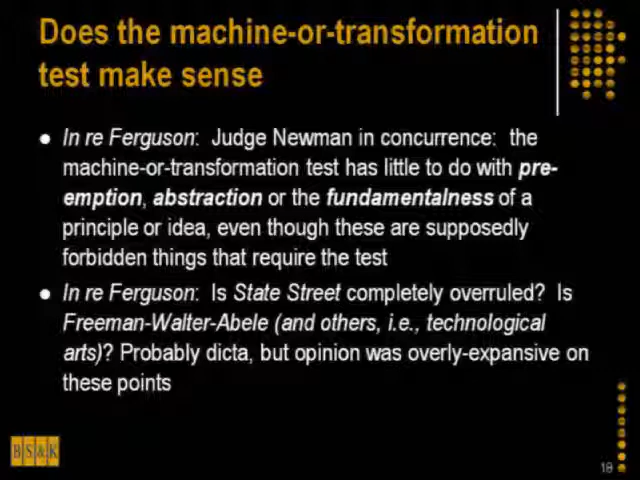 Does the machine-or-transformation
test make sense
In re Ferguson: Judge Newman in concurrence: the
machine-or-transformation test has little to do with pre-
emption, abstraction or the fundamentalness of a
principle or idea, even though these are supposedly
forbidden things that require the test
In re Ferguson: Is State Street completely overruled? Is
Freeman-Walter-Abele (and others, i.e., technological
arts)? Probably dicta, but opinion was overly-expansive on
these points
BS&K
19